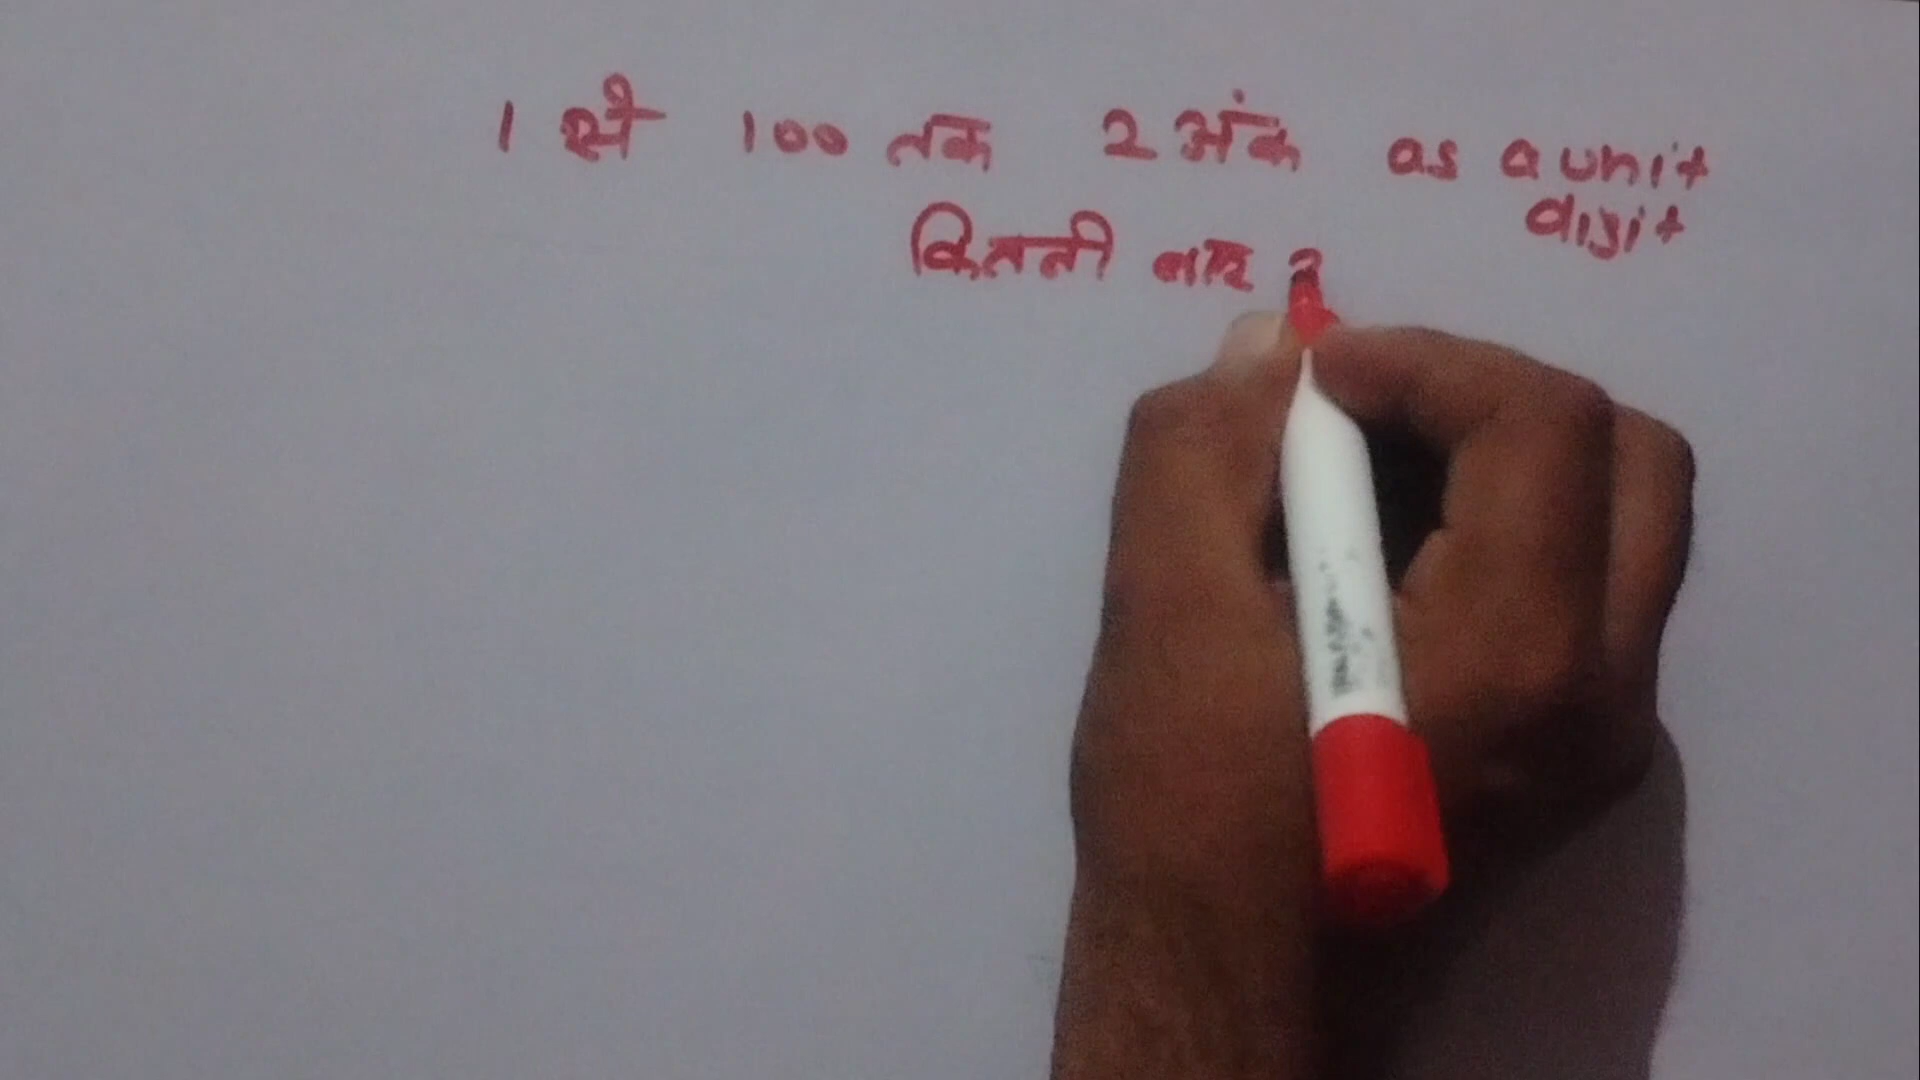 1 से 100 तक 2 अंक as a unit
digit
कितनी बार ?